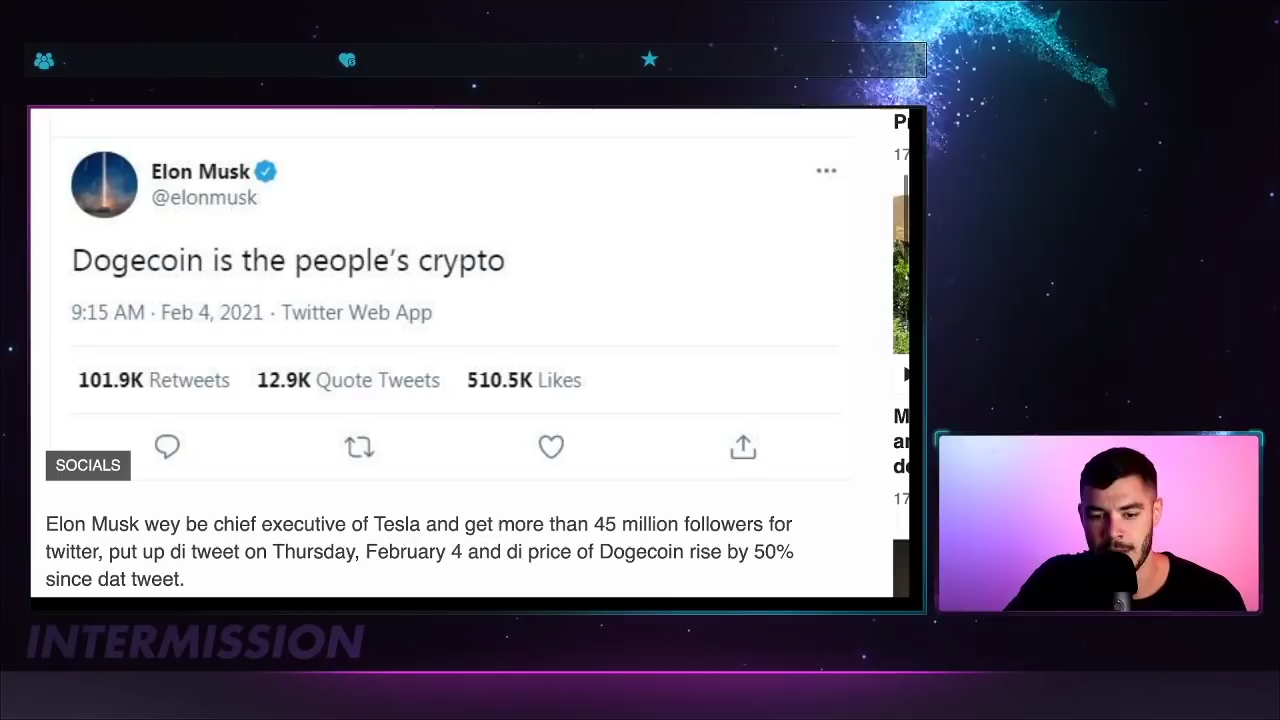 Elon Musk
@elonmusk
Dogecoin is the people's crypto
9:15 AM · Feb 4, 2021 · Twitter Web App
101.9K Retweets 12.9K Quote Tweets 510.5K Likes
SOCIALS
Elon Musk wey be chief executive of Tesla and get more than 45 million followers for
twitter, put up di tweet on Thursday, February 4 and di price of Dogecoin rise by 50%
since dat tweet.
17
17
INTERMISSION